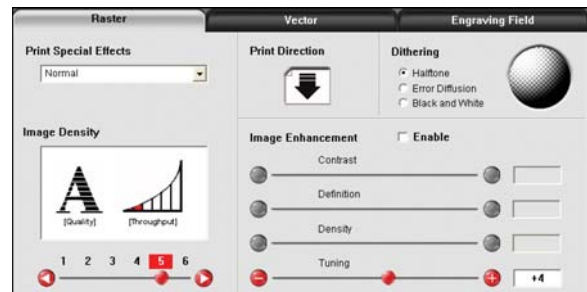 Raster
Vector
Engraving Field
Print Special Effects
Normal
Print Direction
Dithering
Halftone
Error Diffusion
Black and White
Image Density
A
[Quality]
[Throughput]
1 2 3 4 5 6
Image Enhancement
Enable
Contrast
Definition
Density
Tuning
+4